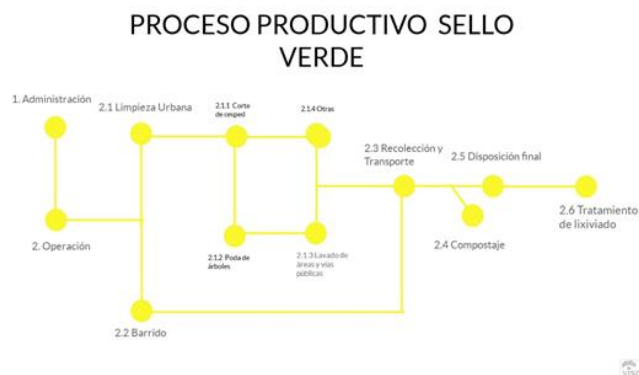 PROCESO PRODUCTIVO SELLO
VERDE
1. Administración
2.1 Limpieza Urbana
2.1.1 Corte
de cesped
2.1.4 Otras
2.3 Recolección y
Transporte
2.5 Disposición final
2. Operación
2.1.2 Poda de
árboles
2.1.3 Lavado de
áreas y vías
públicas
2.4 Compostaje
2.6 Tratamiento
de lixiviado
2.2 Barrido